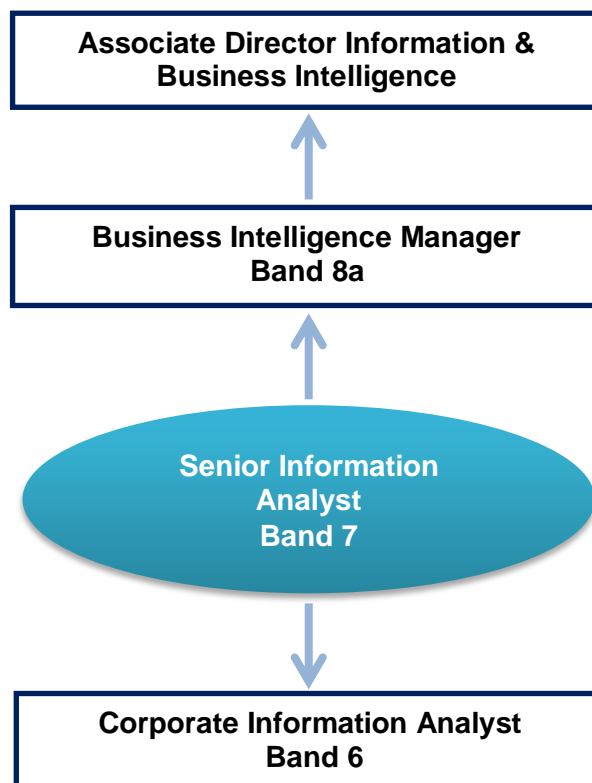 Associate Director Information &
Business Intelligence
Business Intelligence Manager
Band 8a
Senior Information
Analyst
Band 7
Corporate Information Analyst
Band 6